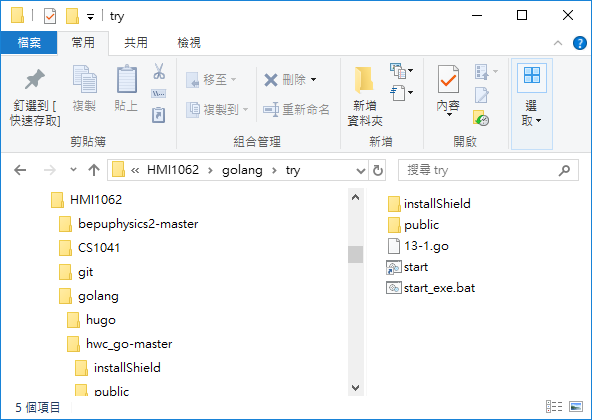 try
檔案 常用 共用 檢視
釘選到 [
快速存取]
複製
貼上
剪貼簿
移至
複製到
刪除
重新命名
組合管理
新增
資料夾
新增
內容
開啟
選
取
« HMI1062 > golang > try
搜尋 try
HMI1062
bepuphysics2-master
CS1041
git
golang
hugo
hwc_go-master
installShield
public
installShield
public
13-1.go
start
start_exe.bat
5 個項目